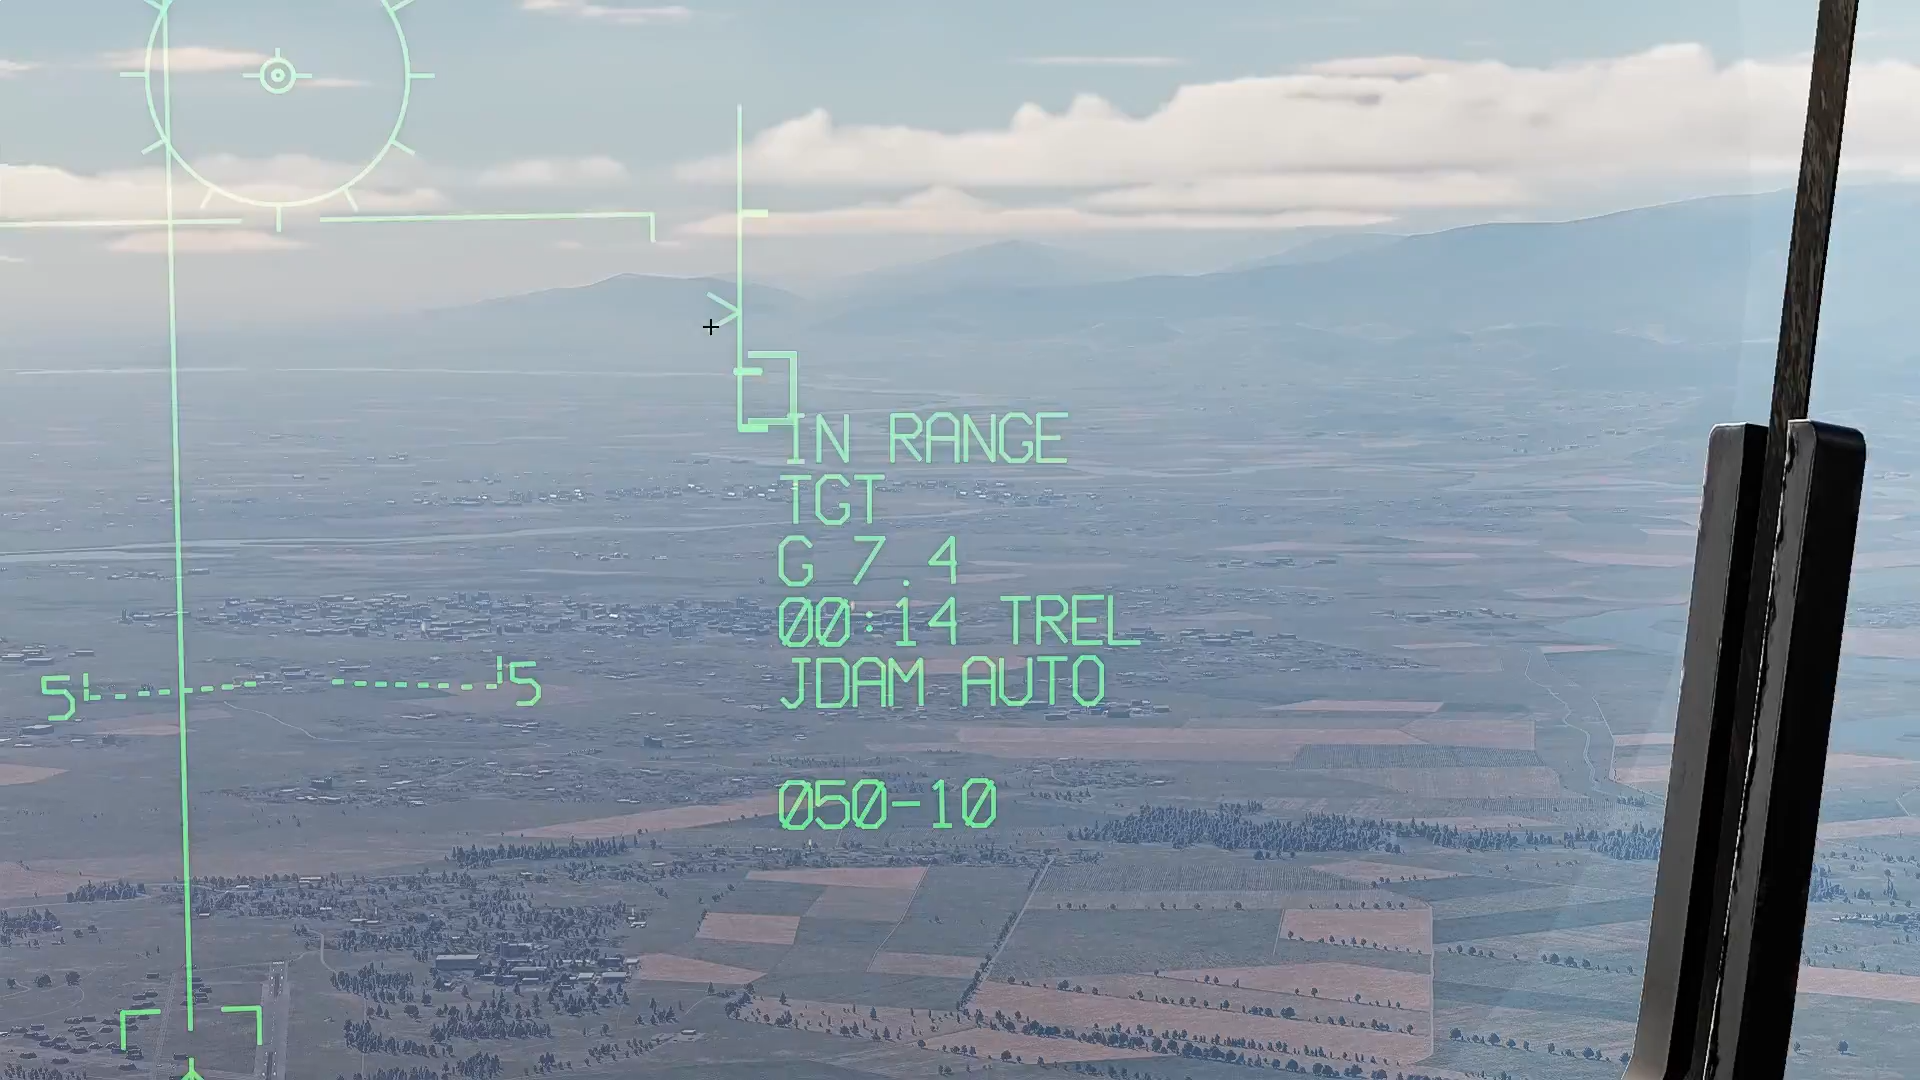 IN RANGE
TGT
G 7.4
00:14 TREL
JDAM AUTO
5 5
050-10